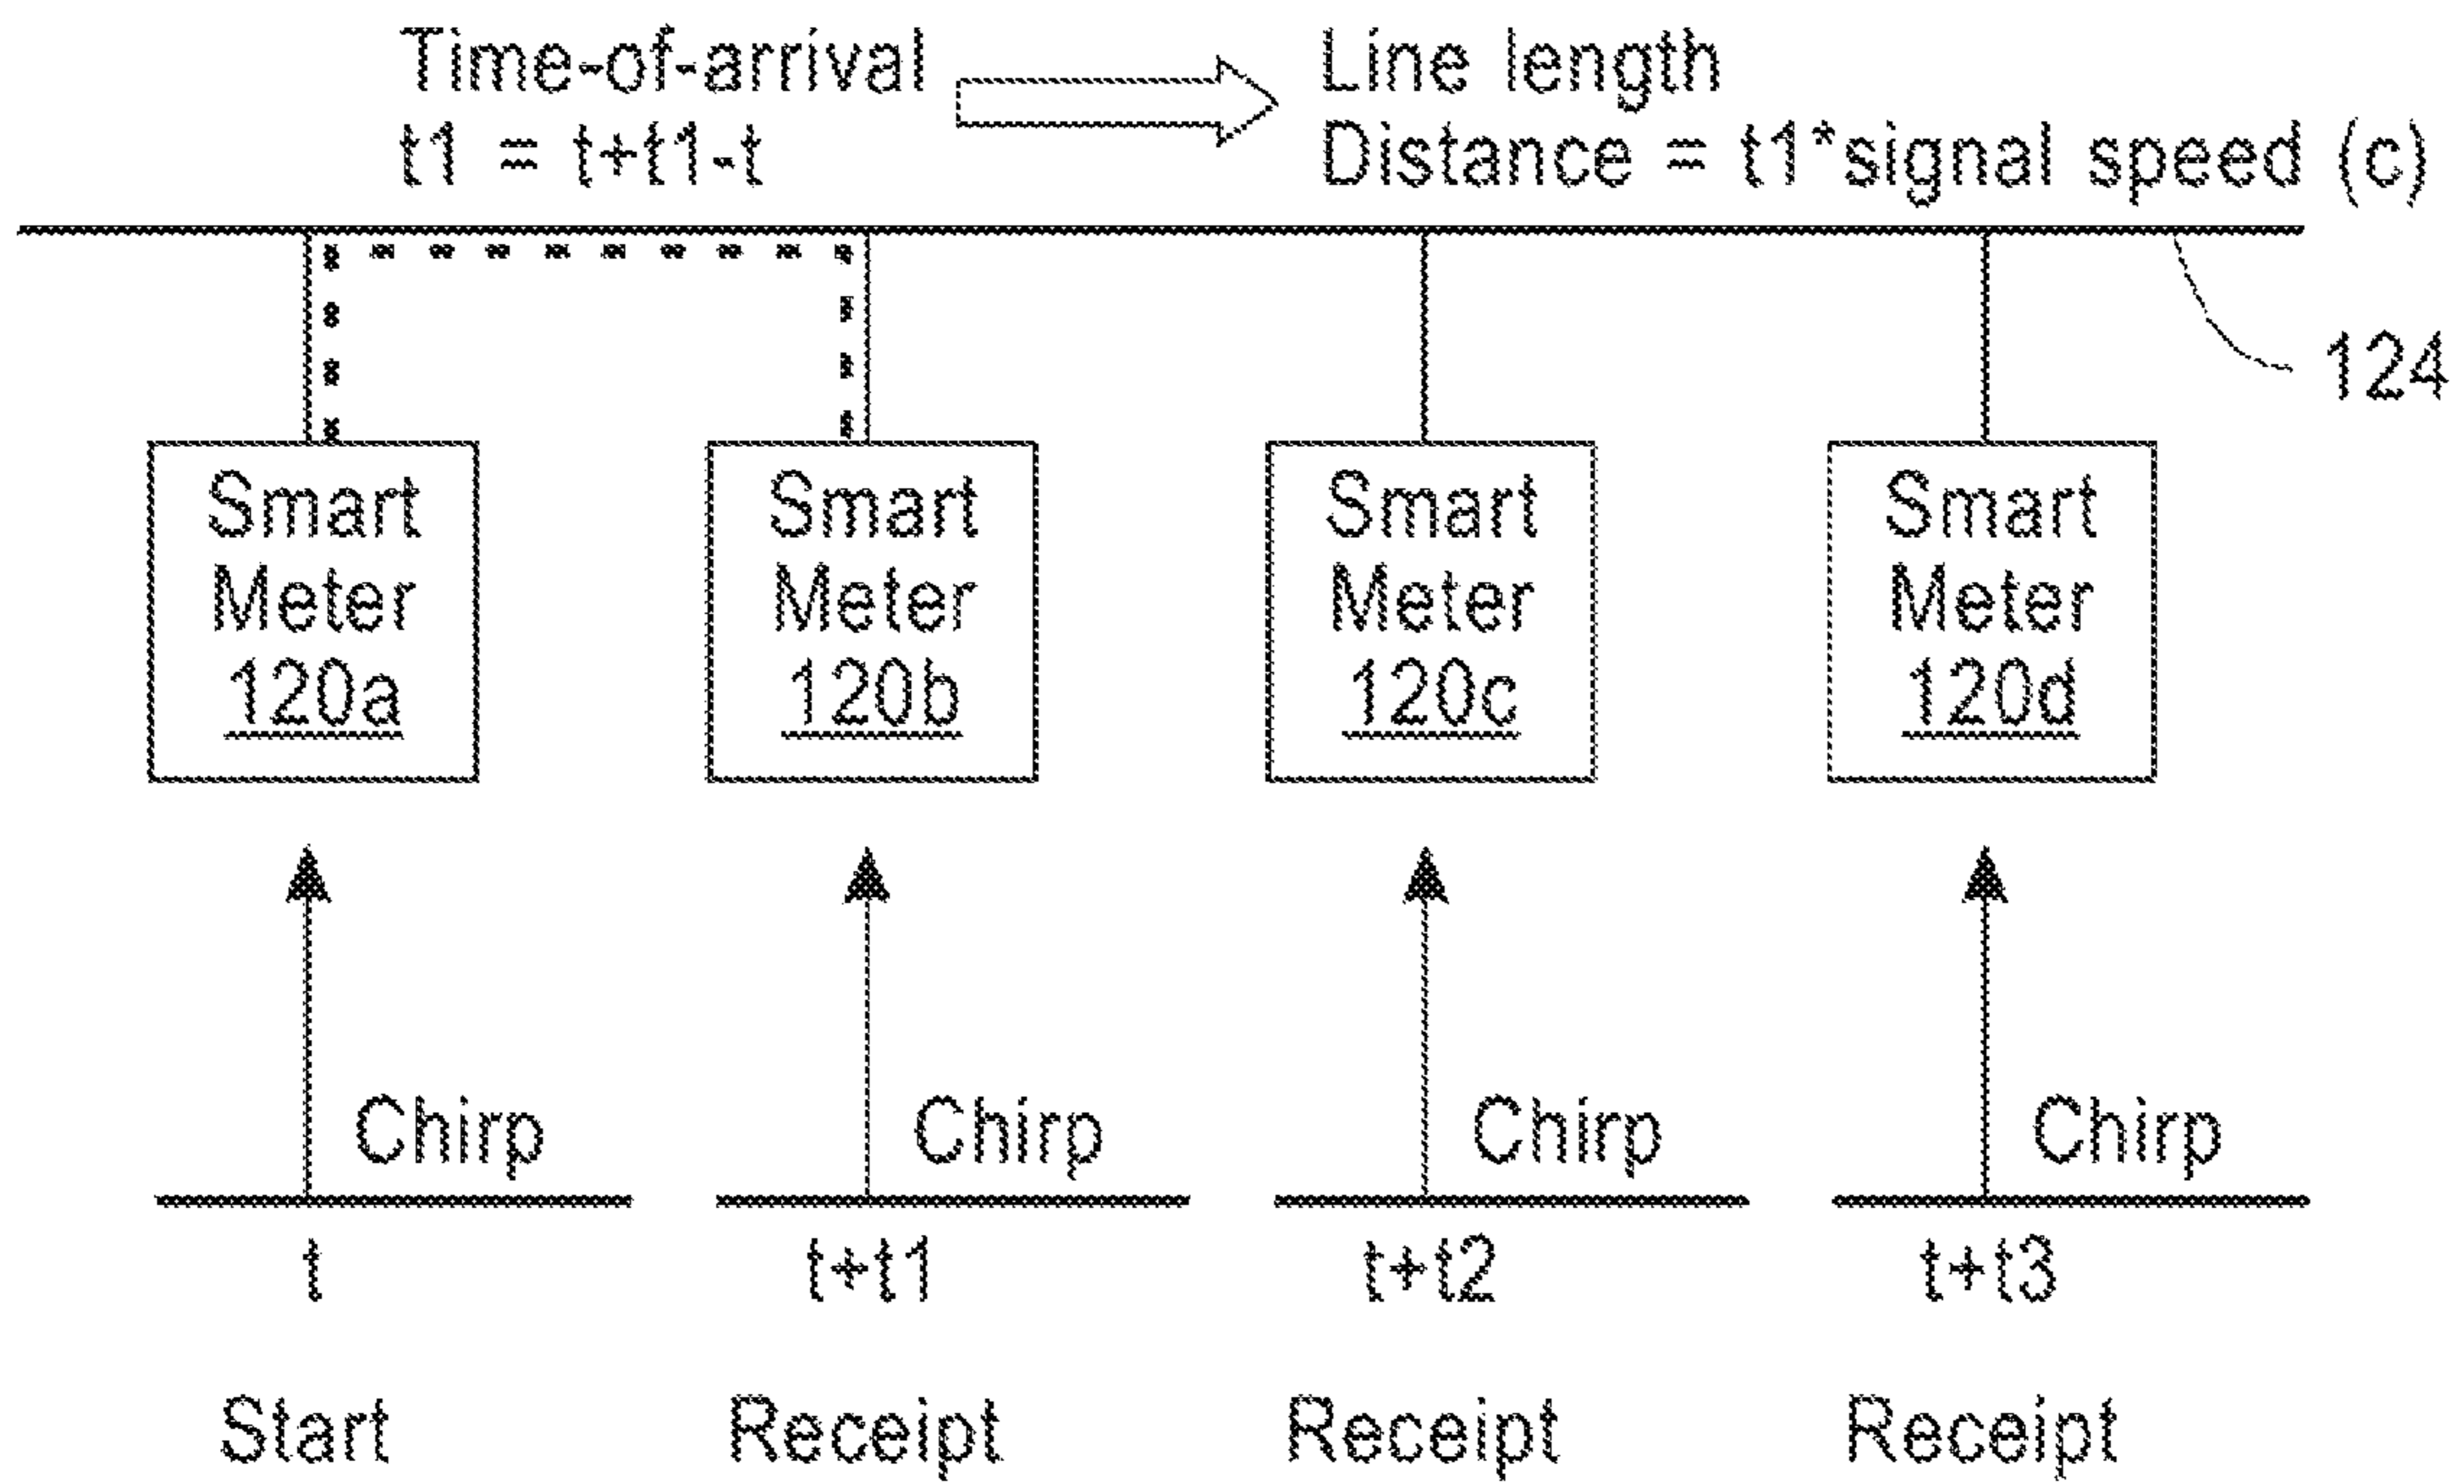 Time-of-arrival
t1 = t+t1-t
Line length
Distance = t1*signal speed (c)
124
Smart
Meter
120a
Smart
Meter
120b
Smart
Meter
120c
Smart
Meter
120d
Chirp
Chirp
Chirp
Chirp
t
t+t1
t+t2
t+t3
Start
Receipt
Receipt
Receipt